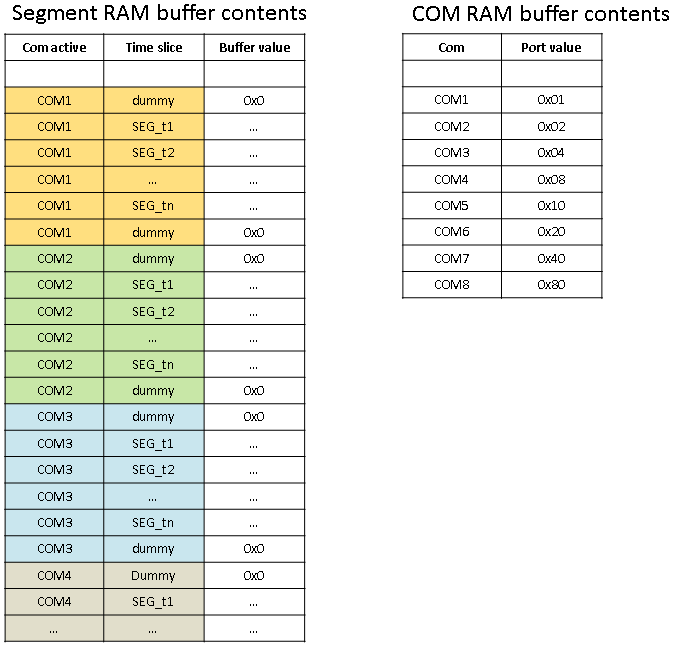 Segment RAM buffer contents
Com active Time slice Buffer value
COM1 dummy 0x0
COM1 SEG_t1 ...
COM1 SEG_t2 ...
COM1 ... ...
COM1 SEG_tn ...
COM1 dummy 0x0
COM2 dummy 0x0
COM2 SEG_t1 ...
COM2 SEG_t2 ...
COM2 ... ...
COM2 SEG_tn ...
COM2 dummy 0x0
COM3 dummy 0x0
COM3 SEG_t1 ...
COM3 SEG_t2 ...
COM3 ... ...
COM3 SEG_tn ...
COM3 dummy 0x0
COM4 Dummy 0x0
COM4 SEG_t1 ...
... ... ...
COM RAM buffer contents
Com Port value
COM1 0x01
COM2 0x02
COM3 0x04
COM4 0x08
COM5 0x10
COM6 0x20
COM7 0x40
COM8 0x80